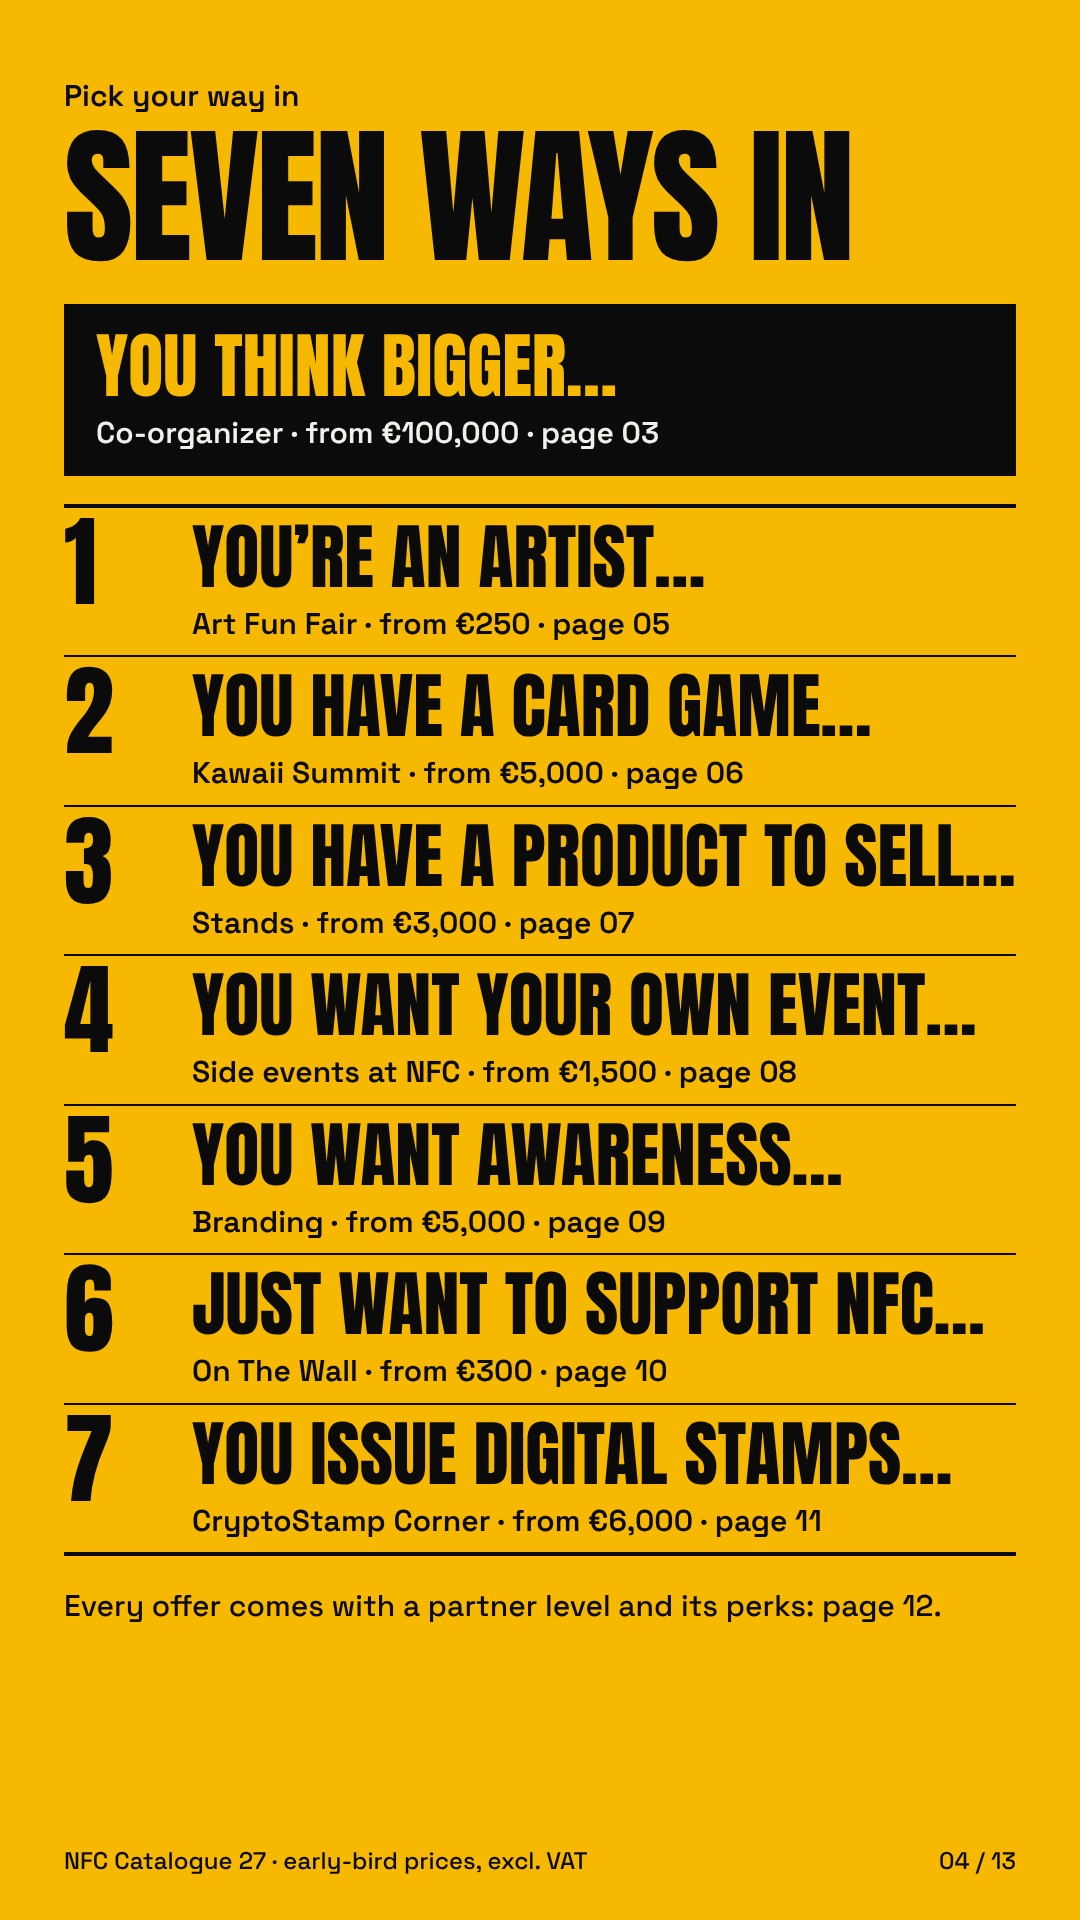 Pick your way in
SEVEN WAYS IN
YOU THINK BIGGER...
Co-organizer · from €100,000 · page 03
1
YOU’RE AN ARTIST...
Art Fun Fair · from €250 · page 05
2
YOU HAVE A CARD GAME...
Kawaii Summit · from €5,000 · page 06
3
YOU HAVE A PRODUCT TO SELL...
Stands · from €3,000 · page 07
4
YOU WANT YOUR OWN EVENT...
Side events at NFC · from €1,500 · page 08
5
YOU WANT AWARENESS...
Branding · from €5,000 · page 09
6
JUST WANT TO SUPPORT NFC...
On The Wall · from €300 · page 10
7
YOU ISSUE DIGITAL STAMPS...
CryptoStamp Corner · from €6,000 · page 11
Every offer comes with a partner level and its perks: page 12.
NFC Catalogue 27 · early-bird prices, excl. VAT
04 / 13